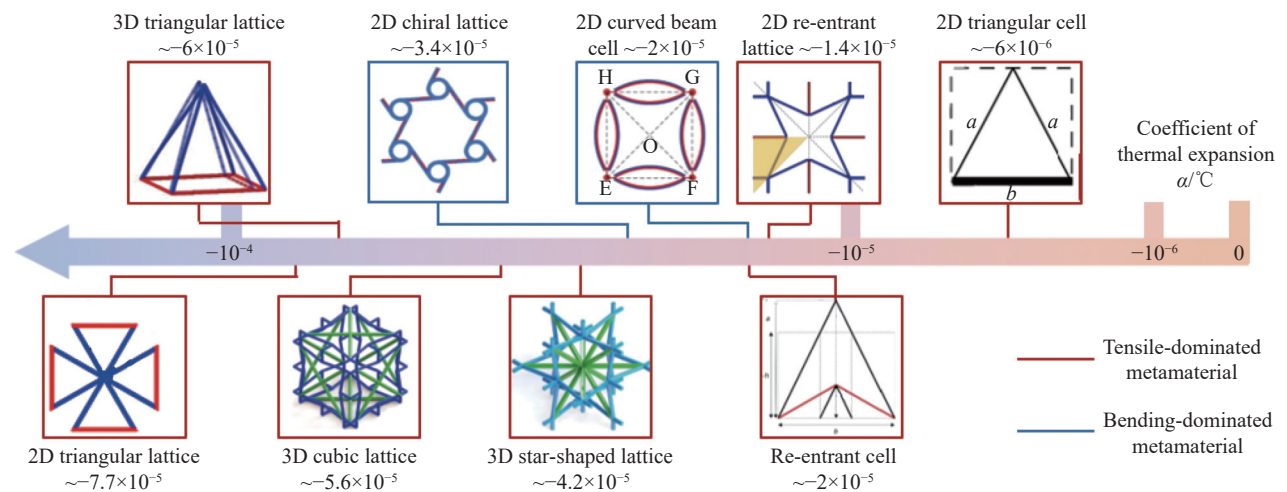 3D triangular lattice
~−6×10⁻⁵
2D chiral lattice
~−3.4×10⁻⁵
2D curved beam
cell ~−2×10⁻⁵
2D re-entrant
lattice ~−1.4×10⁻⁵
2D triangular cell
~−6×10⁻⁶
H
G
O
E
F
a
a
b
Coefficient of
thermal expansion
α/℃
−10⁻⁴
−10⁻⁵
−10⁻⁶
0
2D triangular lattice
~−7.7×10⁻⁵
3D cubic lattice
~−5.6×10⁻⁵
3D star-shaped lattice
~−4.2×10⁻⁵
Re-entrant cell
~−2×10⁻⁵
Tensile-dominated
metamaterial
Bending-dominated
metamaterial